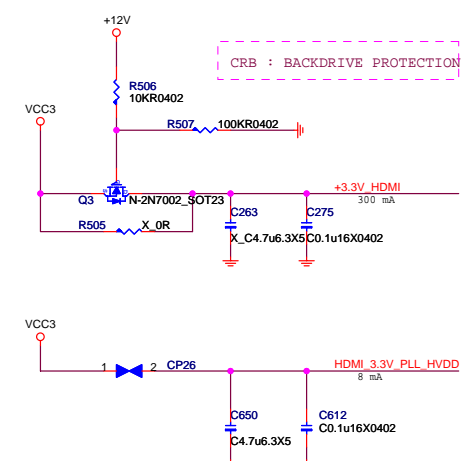 +12V
CRB : BACKDRIVE PROTECTION
R506
10KR0402
VCC3
R507
100KR0402
+3.3V_HDMI
300 mA
Q3
N-2N7002_SOT23
R505
X_0R
C263
X_C4.7u6.3X5
C275
C0.1u16X0402
VCC3
1
2
CP26
HDMI_3.3V_PLL_HVDD
8 mA
C650
C4.7u6.3X5
C612
C0.1u16X0402